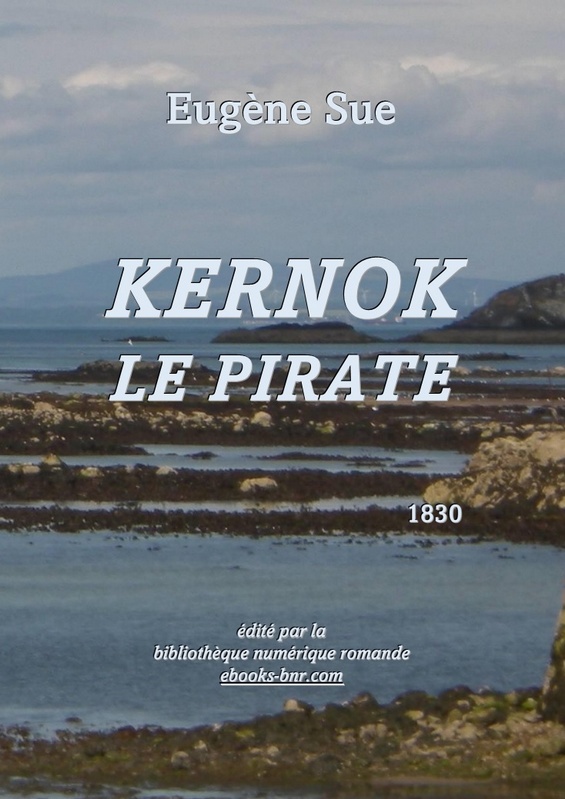 Eugène Sue
KERNOK
LE PIRATE
1830
édité par la
bibliothèque numérique romande
ebooks-bnr.com